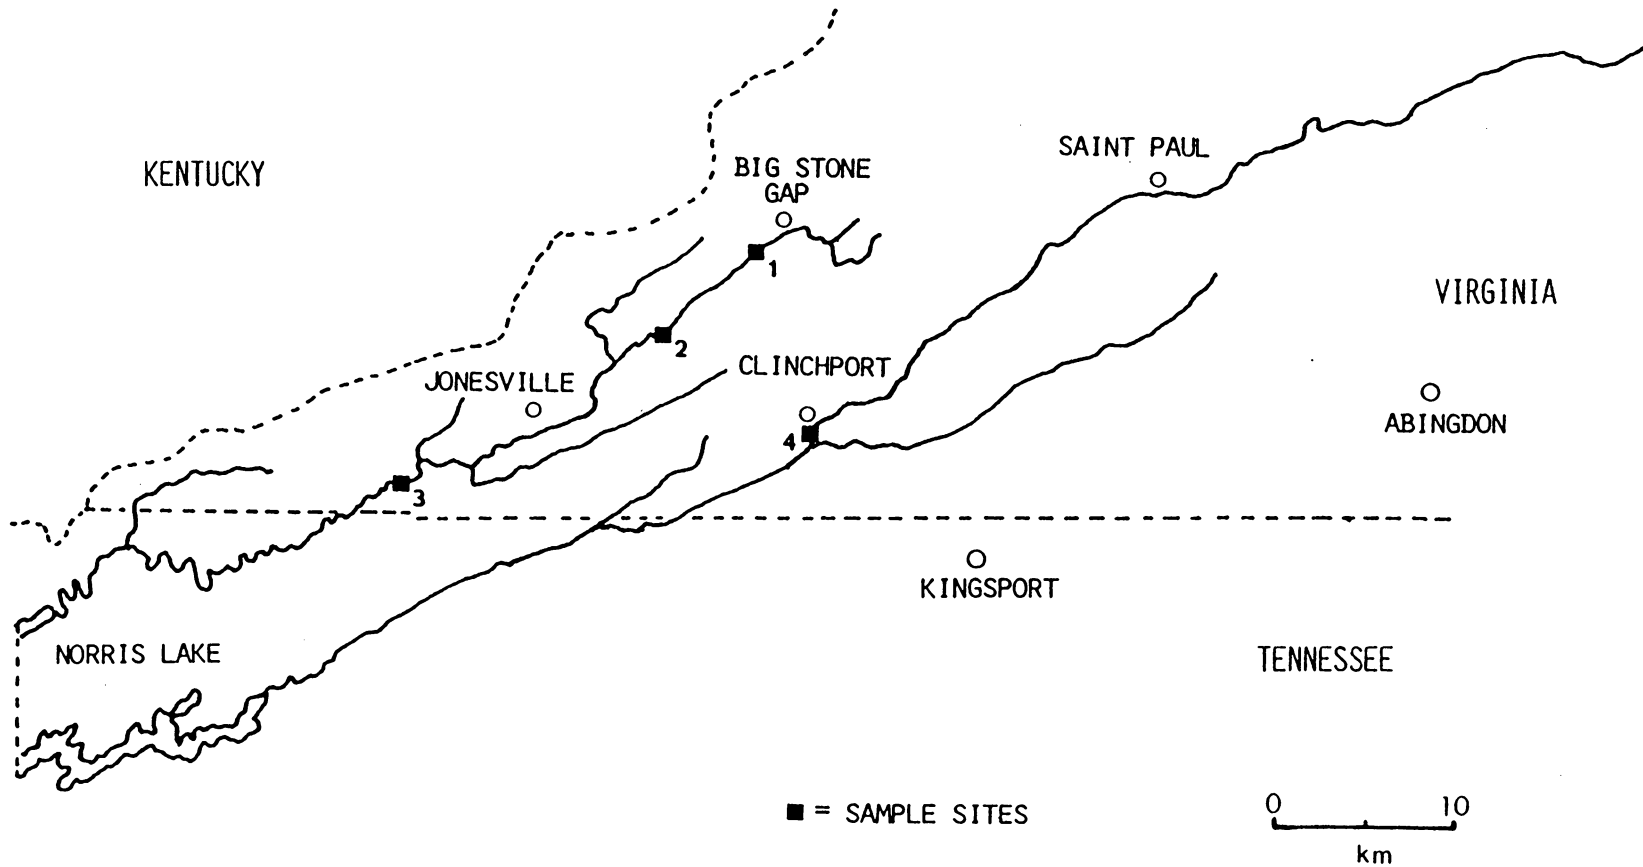 KENTUCKY
SAINT PAUL
BIG STONE
GAP
1
VIRGINIA
2
CLINCHPORT
JONESVILLE
ABINGDON
4
3
KINGSPORT
NORRIS LAKE
TENNESSEE
■ = SAMPLE SITES
0 10
km